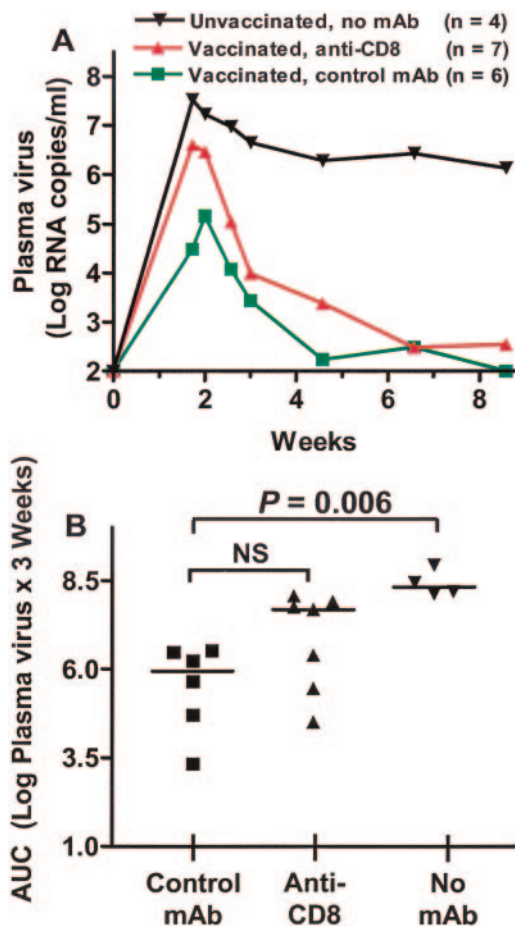 A
Unvaccinated, no mAb (n = 4)
Vaccinated, anti-CD8 (n = 7)
Vaccinated, control mAb (n = 6)
Plasma virus
(Log RNA copies/ml)
8
7
6
5
4
3
2
0 2 4 6 8
Weeks
B
P = 0.006
NS
AUC (Log Plasma virus x 3 Weeks)
8.5
6.0
3.5
1.0
Control Anti- No
mAb CD8 mAb